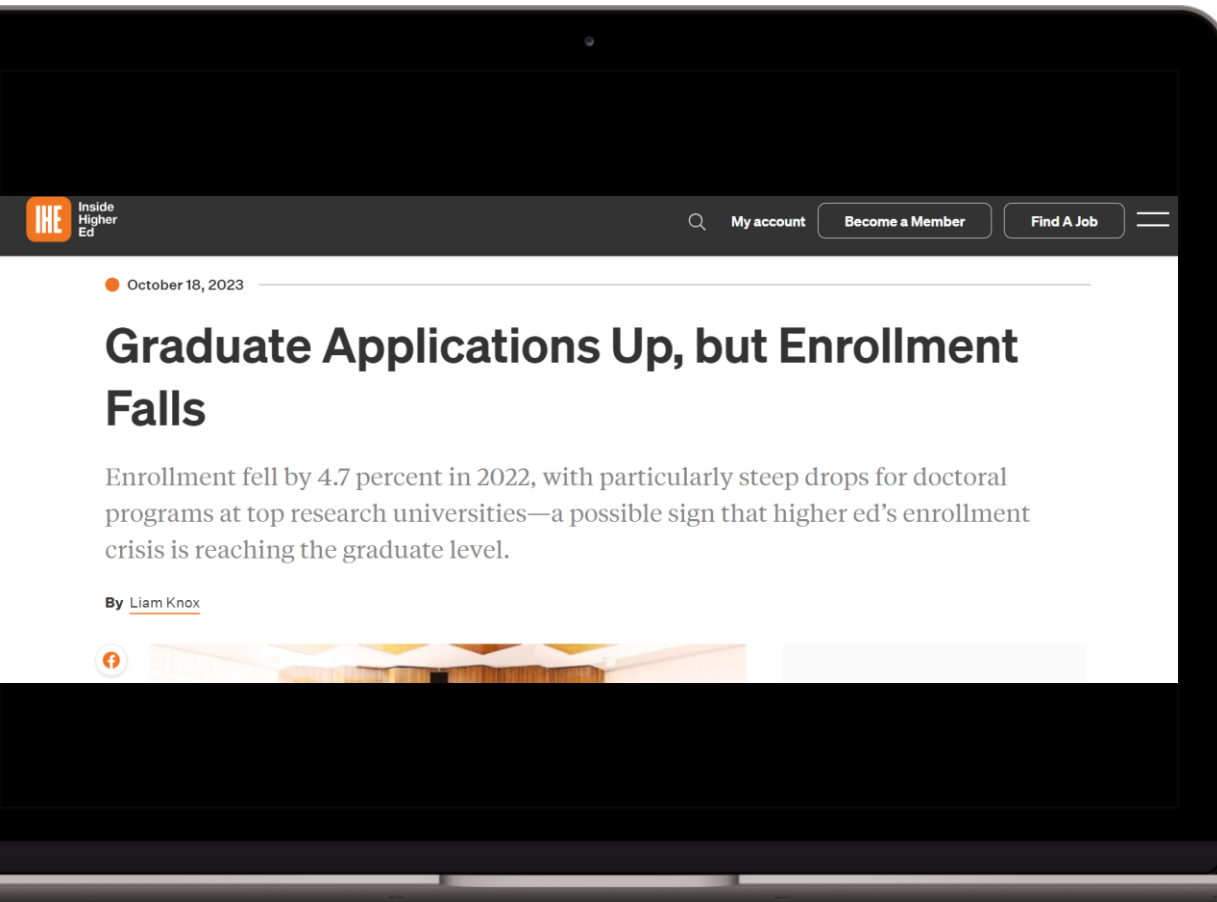 IHE
Inside
Higher
Ed
My account
Become a Member
Find A Job
October 18, 2023
Graduate Applications Up, but Enrollment
Falls
Enrollment fell by 4.7 percent in 2022, with particularly steep drops for doctoral
programs at top research universities—a possible sign that higher ed’s enrollment
crisis is reaching the graduate level.
By Liam Knox